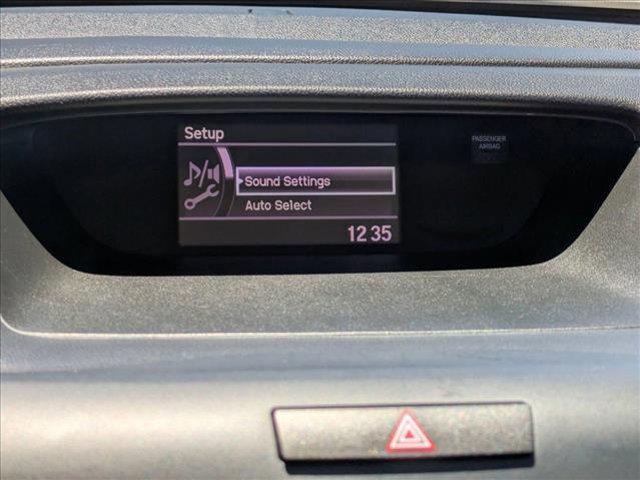 Setup
PASSENGER
AIRBAG
Sound Settings
Auto Select
12 35